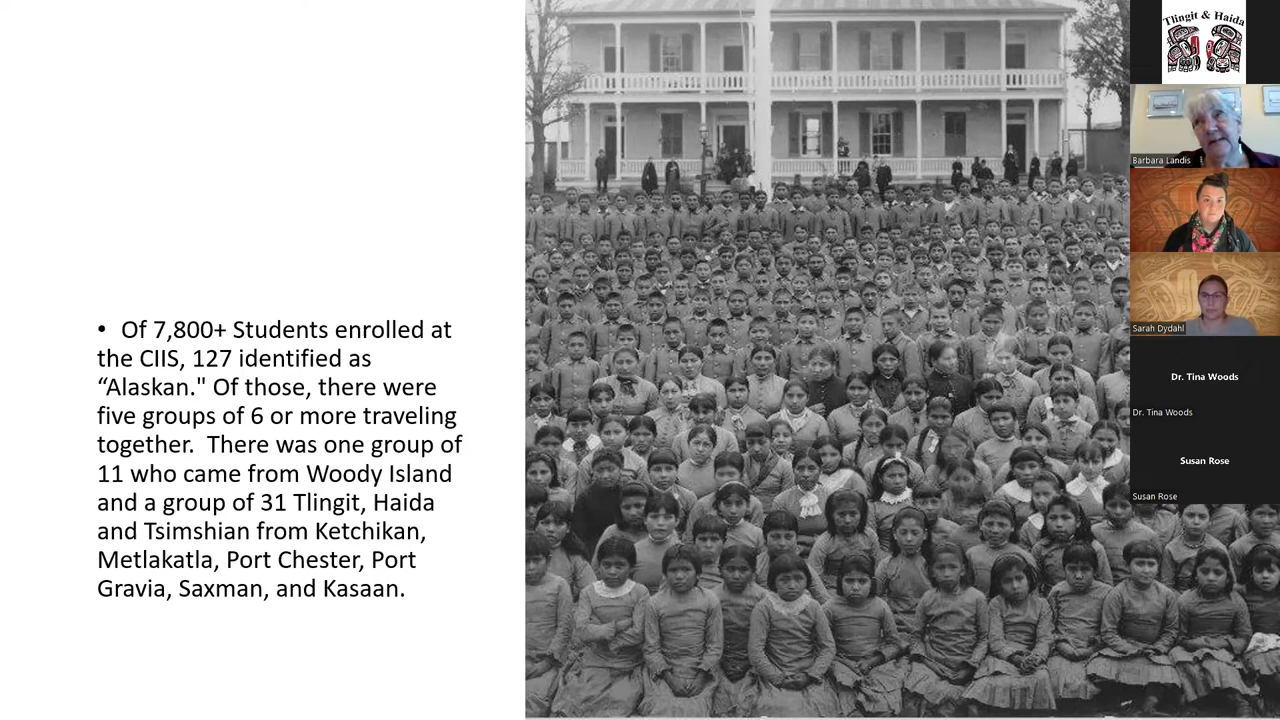 • Of 7,800+ Students enrolled at
the CIIS, 127 identified as
“Alaskan." Of those, there were
five groups of 6 or more traveling
together.  There was one group of
11 who came from Woody Island
and a group of 31 Tlingit, Haida
and Tsimshian from Ketchikan,
Metlakatla, Port Chester, Port
Gravia, Saxman, and Kasaan.
Tlingit & Haida
Barbara Landis
Sarah Dydahl
Dr. Tina Woods
Dr. Tina Woods
Susan Rose
Susan Rose